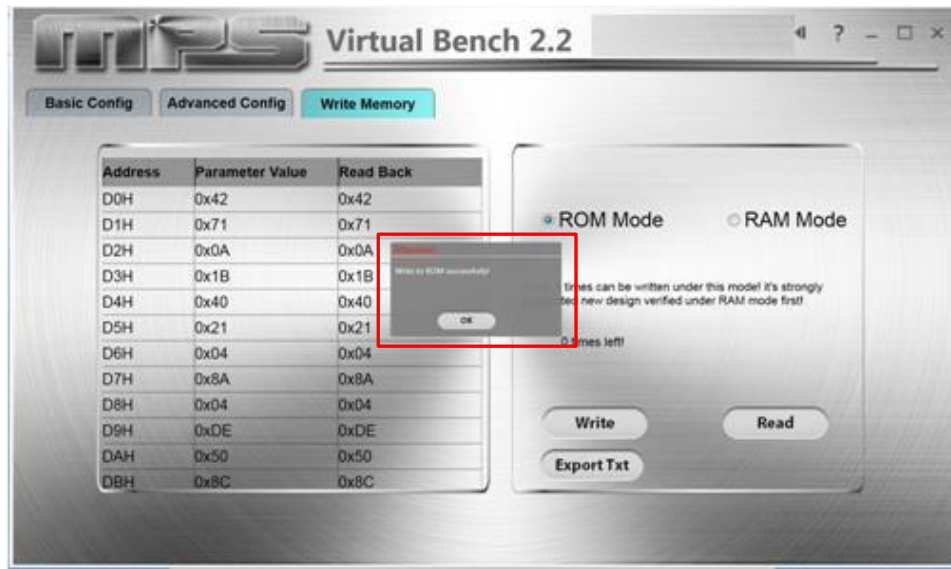 MPS Virtual Bench 2.2 ?
Basic Config Advanced Config Write Memory
Address Parameter Value Read Back
D0H 0x42 0x42
D1H 0x71 0x71
D2H 0x0A 0x0A
D3H 0x1B 0x1B
D4H 0x40 0x40
D5H 0x21 0x21
D6H 0x04 0x04
D7H 0x8A 0x8A
D8H 0x04 0x04
D9H 0xDE 0xDE
DAH 0x50 0x50
DBH 0x8C 0x8C
Write to ROM successfully!
OK
ROM Mode RAM Mode
times can be written under this mode! it's strongly
new design verified under RAM mode first!
0 times left!
Write Read
Export Txt